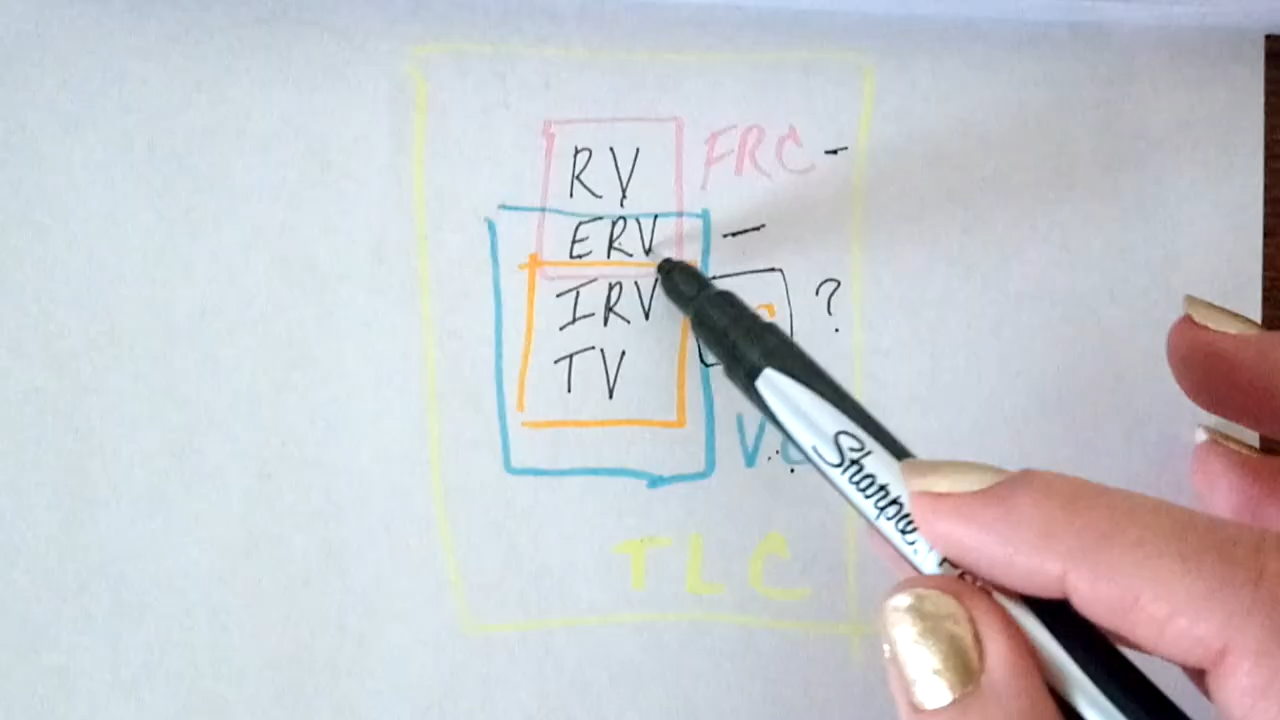 RV FRC -
ERV -
IRV ?
TV
V
TLC
Sharpie